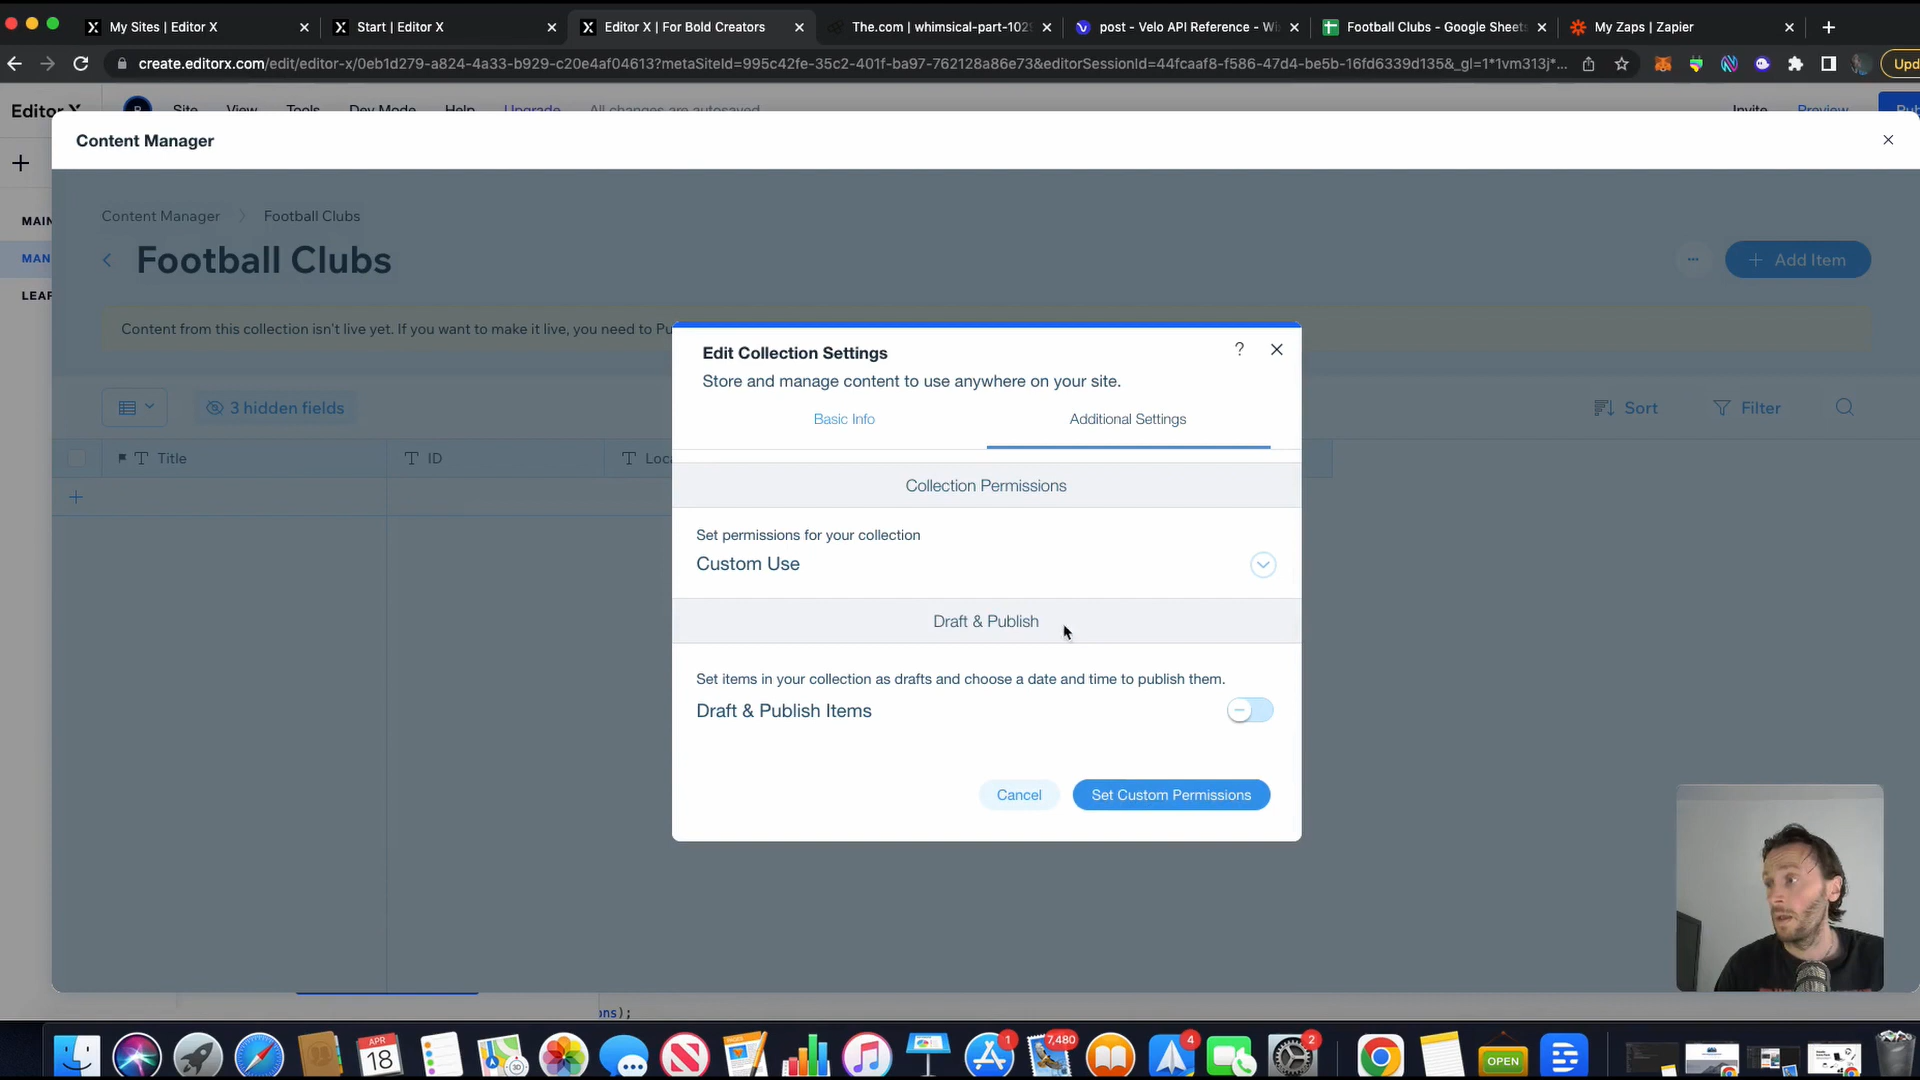 My Sites | Editor X
Start | Editor X
Editor X | For Bold Creators
The.com | whimsical-part-102
post - Velo API Reference - Wi
Football Clubs - Google Sheets
My Zaps | Zapier
create.editorx.com/edit/editor-x/0eb1d279-a824-4a33-b929-c20e4af04613?metaSiteId=995c42fe-35c2-401f-ba97-762128a86e73&editorSessionId=44fcaaf8-f586-47d4-be5b-16fd6339d135&_gl=1*1vm313j*...
Upd
Editor X
Site
View
Tools
Dev Mode
Help
Upgrade
All changes are autosaved
Invite
Preview
Pub
Content Manager
MAIN
MAN
LEAF
Content Manager
Football Clubs
Football Clubs
Add Item
Content from this collection isn't live yet. If you want to make it live, you need to Pu
3 hidden fields
Sort
Filter
Title
ID
Loca
Edit Collection Settings
?
Store and manage content to use anywhere on your site.
Basic Info
Additional Settings
Collection Permissions
Set permissions for your collection
Custom Use
Draft & Publish
Set items in your collection as drafts and choose a date and time to publish them.
Draft & Publish Items
Cancel
Set Custom Permissions
ons);
APR
18
3D
1
7,480
4
2
OPEN